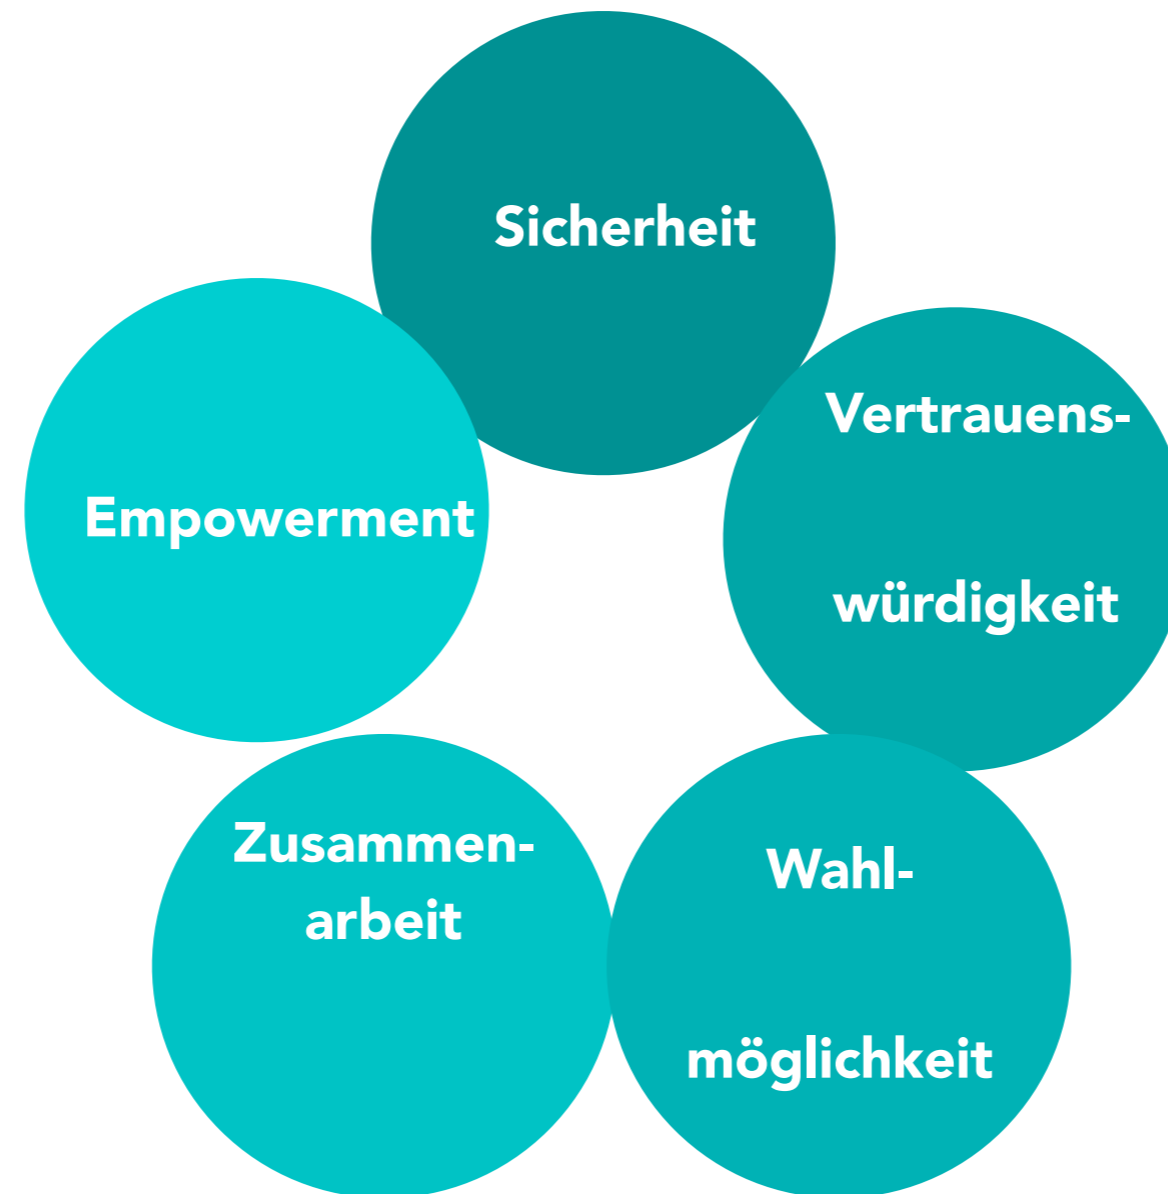 Sicherheit
Vertrauens-
würdigkeit
Empowerment
Zusammen-
arbeit
Wahl-
möglichkeit